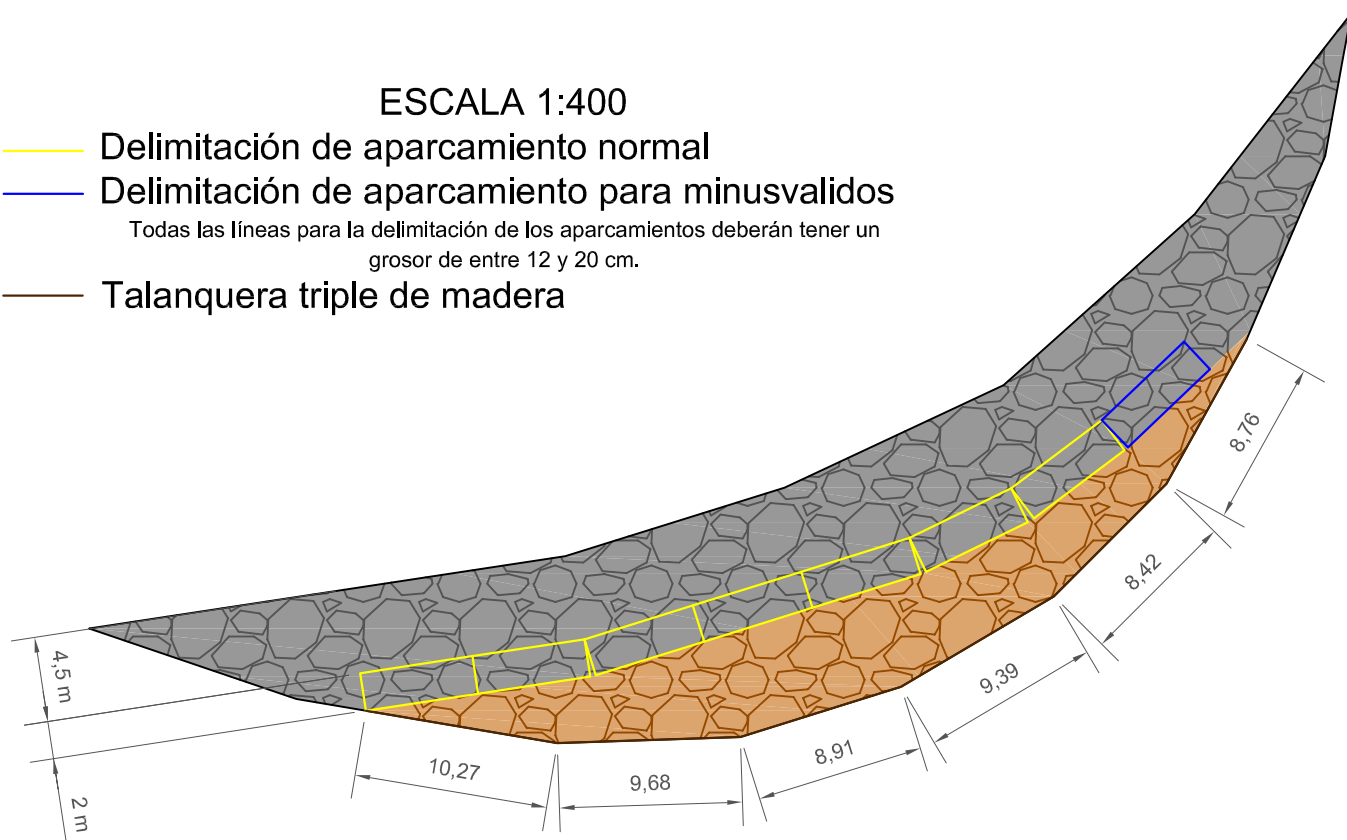 ESCALA 1:400
Delimitación de aparcamiento normal
Delimitación de aparcamiento para minusvalidos
Todas las líneas para la delimitación de los aparcamientos deberán tener un
grosor de entre 12 y 20 cm.
Talanquera triple de madera
8,76
8,42
9,39
8,91
9,68
10,27
4,5 m
2 m